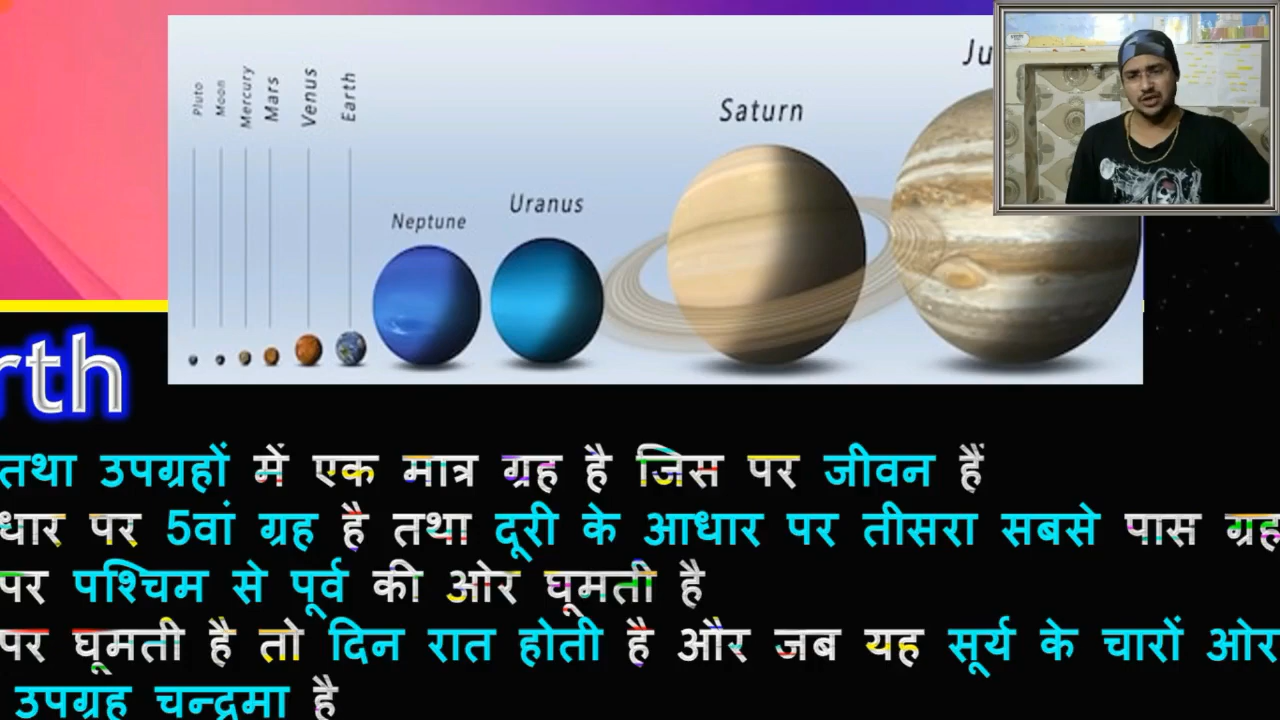 Pluto
Moon
Mercury
Mars
Venus
Earth
Neptune
Uranus
Saturn
Ju
rth
तथा उपग्रहों में एक मात्र ग्रह है जिस पर जीवन हैं
धार पर 5वां ग्रह है तथा दूरी के आधार पर तीसरा सबसे पास ग्रह
पर पश्चिम से पूर्व की ओर घूमती है
पर घूमती है तो दिन रात होती है और जब यह सूर्य के चारों ओर
उपग्रह चन्द्रमा है